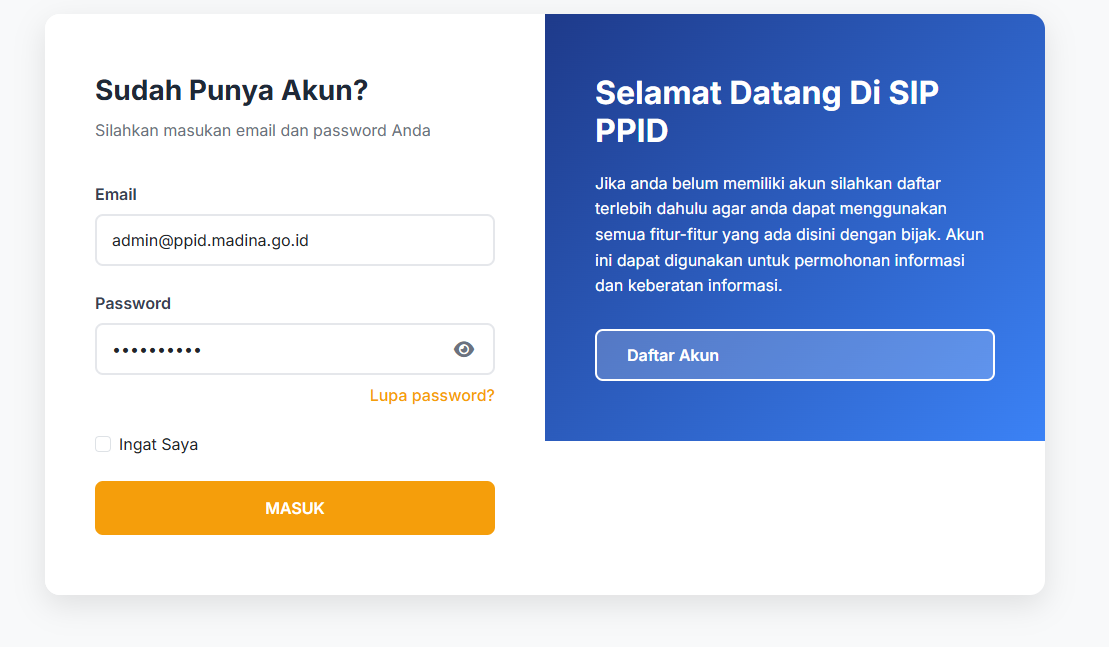 Sudah Punya Akun?
Silahkan masukan email dan password Anda
Email
admin@ppid.madina.go.id
Password
••••••••••
Lupa password?
Ingat Saya
MASUK
Selamat Datang Di SIP
PPID
Jika anda belum memiliki akun silahkan daftar
terlebih dahulu agar anda dapat menggunakan
semua fitur-fitur yang ada disini dengan bijak. Akun
ini dapat digunakan untuk permohonan informasi
dan keberatan informasi.
Daftar Akun